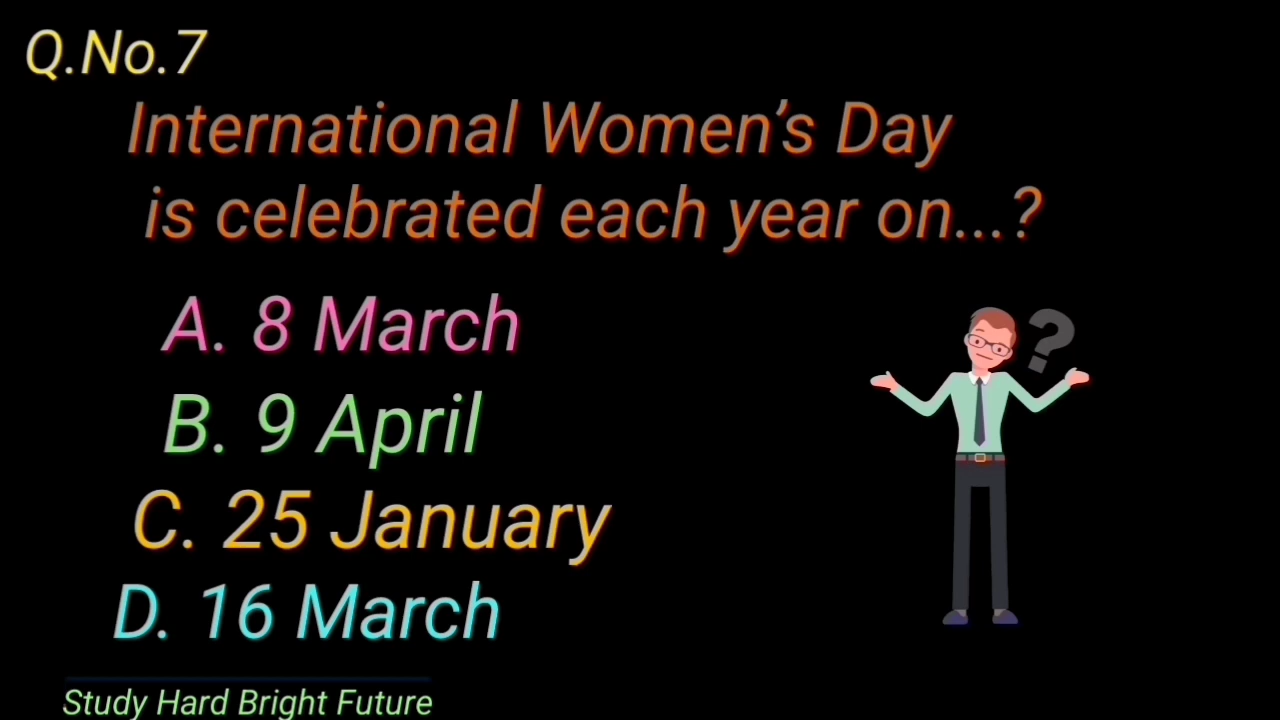 Q.No.7
International Women’s Day
is celebrated each year on...?
A. 8 March
B. 9 April
C. 25 January
D. 16 March
Study Hard Bright Future